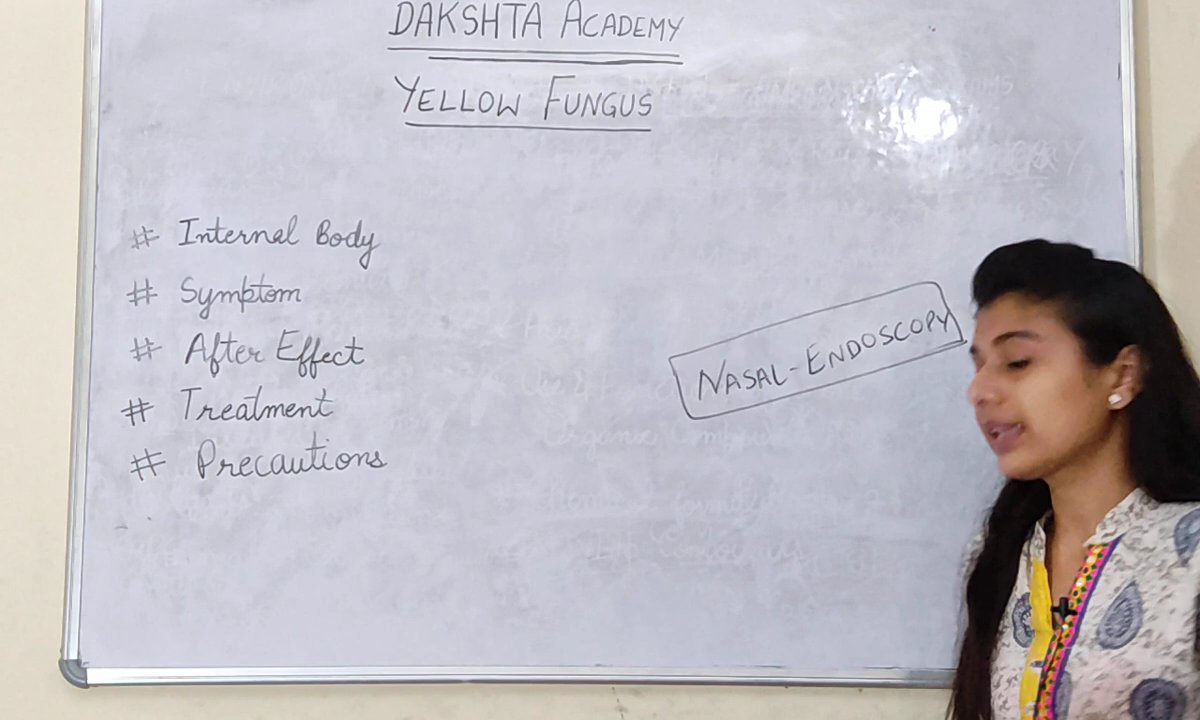 DAKSHTA ACADEMY
YELLOW FUNGUS
# Internal Body
# Symptom
# After Effect
# Treatment
# Precautions
NASAL-ENDOSCOPY